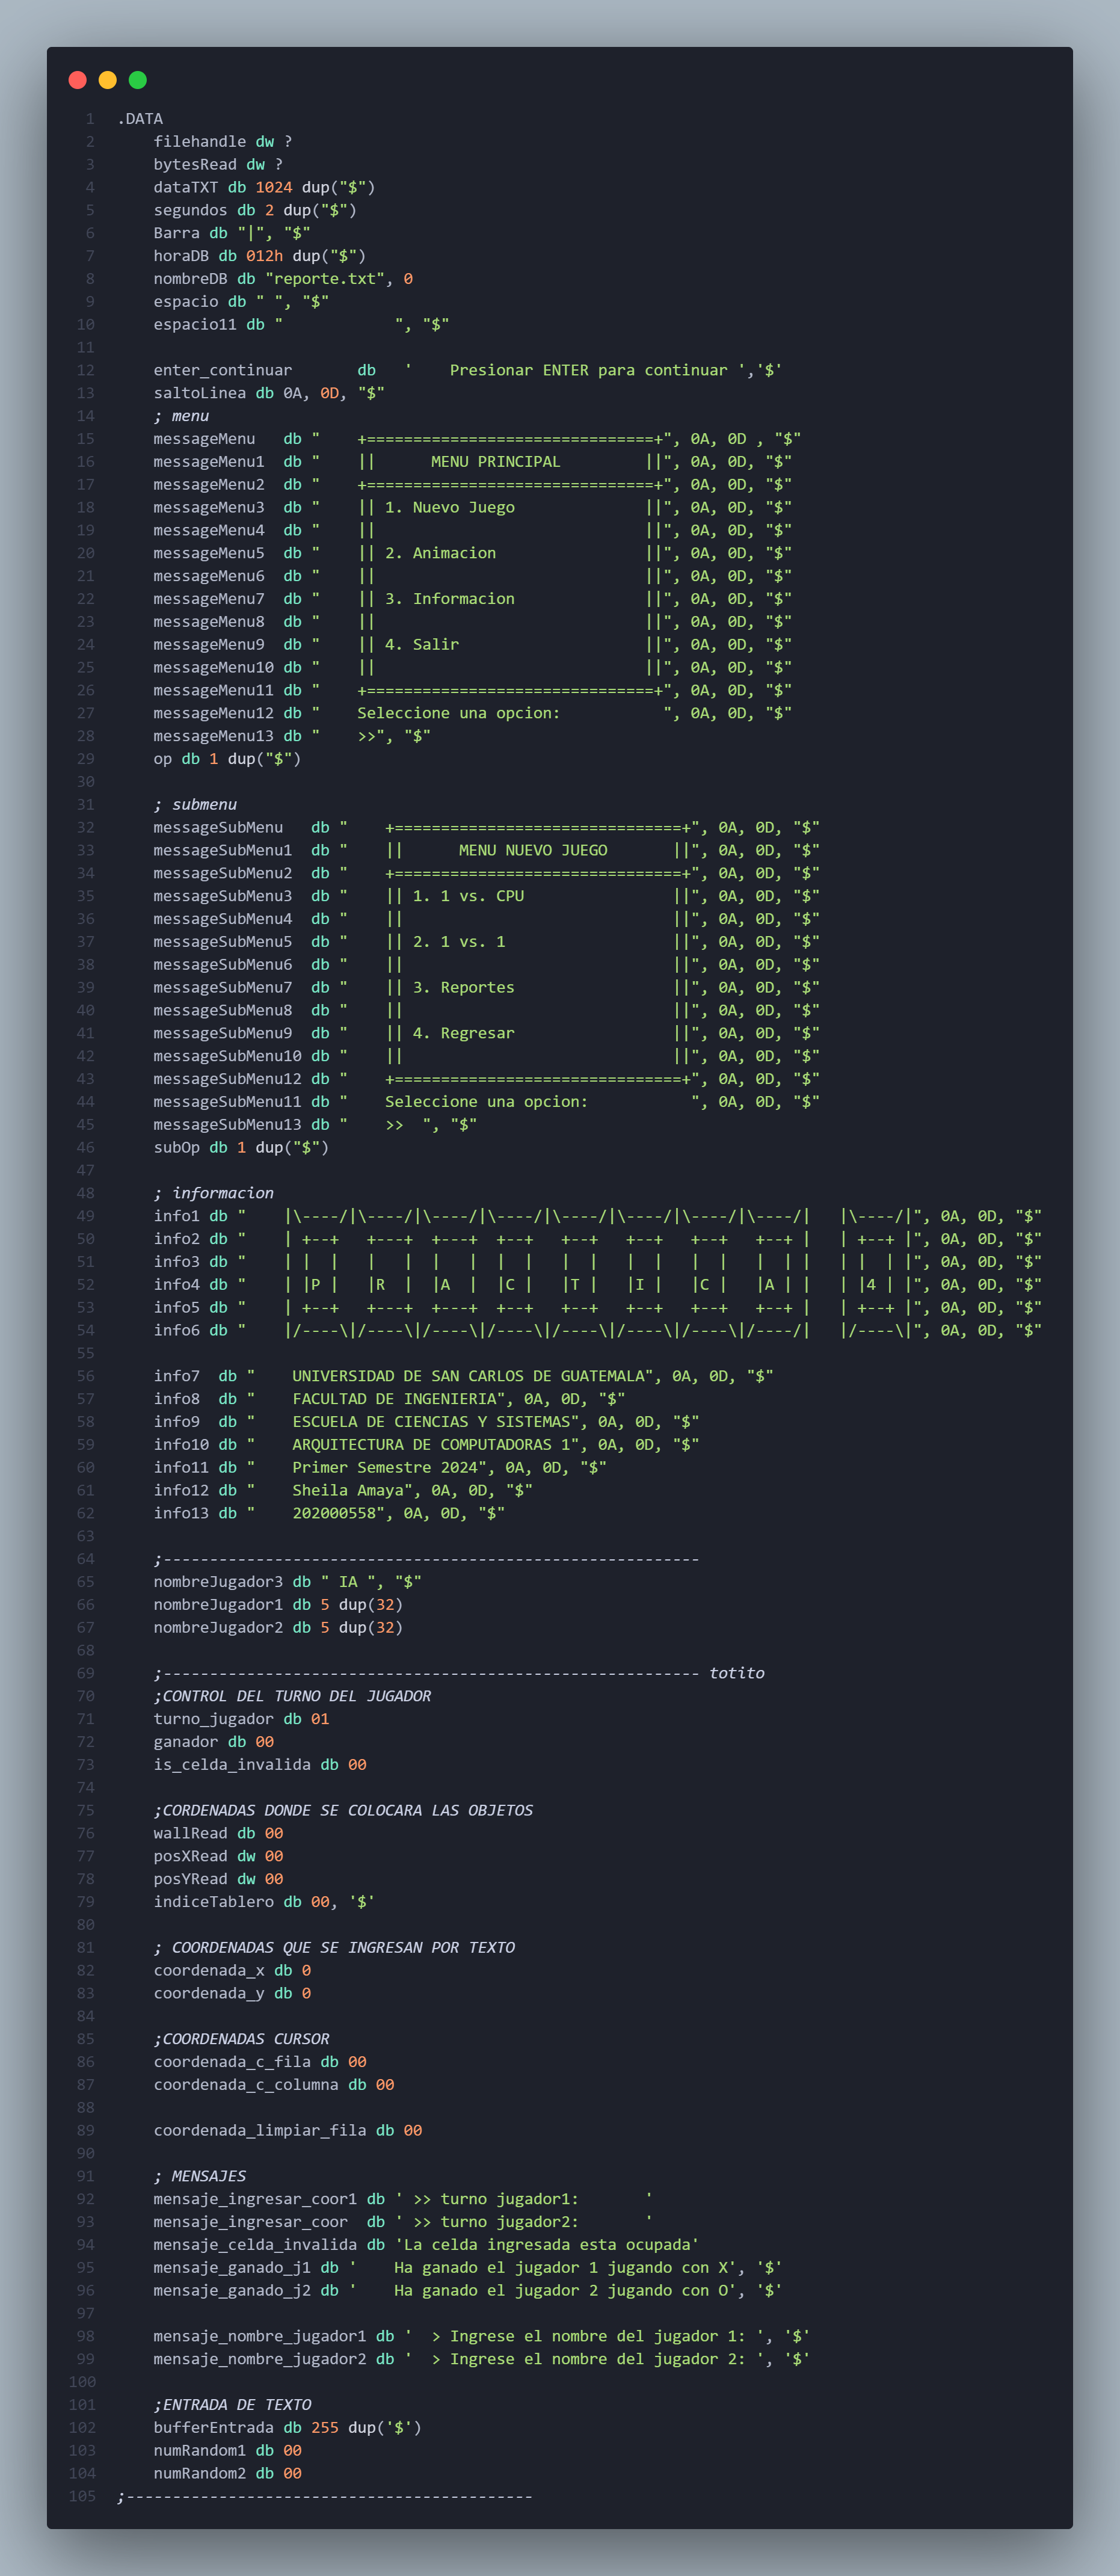 1 .DATA
2     filehandle dw ?
3     bytesRead dw ?
4     dataTXT db 1024 dup("$")
5     segundos db 2 dup("$")
6     Barra db "|", "$"
7     horaDB db 012h dup("$")
8     nombreDB db "reporte.txt", 0
9     espacio db " ", "$"
10     espacio11 db "            ", "$"
11
12     enter_continuar       db   '    Presionar ENTER para continuar ','$'
13     saltoLinea db 0A, 0D, "$"
14     ; menu
15     messageMenu   db "    +===============================+", 0A, 0D , "$"
16     messageMenu1  db "    ||      MENU PRINCIPAL         ||", 0A, 0D, "$"
17     messageMenu2  db "    +===============================+", 0A, 0D, "$"
18     messageMenu3  db "    || 1. Nuevo Juego              ||", 0A, 0D, "$"
19     messageMenu4  db "    ||                             ||", 0A, 0D, "$"
20     messageMenu5  db "    || 2. Animacion                ||", 0A, 0D, "$"
21     messageMenu6  db "    ||                             ||", 0A, 0D, "$"
22     messageMenu7  db "    || 3. Informacion              ||", 0A, 0D, "$"
23     messageMenu8  db "    ||                             ||", 0A, 0D, "$"
24     messageMenu9  db "    || 4. Salir                    ||", 0A, 0D, "$"
25     messageMenu10 db "    ||                             ||", 0A, 0D, "$"
26     messageMenu11 db "    +===============================+", 0A, 0D, "$"
27     messageMenu12 db "    Seleccione una opcion:           ", 0A, 0D, "$"
28     messageMenu13 db "    >>", "$"
29     op db 1 dup("$")
30
31     ; submenu
32     messageSubMenu   db "    +===============================+", 0A, 0D, "$"
33     messageSubMenu1  db "    ||      MENU NUEVO JUEGO       ||", 0A, 0D, "$"
34     messageSubMenu2  db "    +===============================+", 0A, 0D, "$"
35     messageSubMenu3  db "    || 1. 1 vs. CPU                ||", 0A, 0D, "$"
36     messageSubMenu4  db "    ||                             ||", 0A, 0D, "$"
37     messageSubMenu5  db "    || 2. 1 vs. 1                  ||", 0A, 0D, "$"
38     messageSubMenu6  db "    ||                             ||", 0A, 0D, "$"
39     messageSubMenu7  db "    || 3. Reportes                 ||", 0A, 0D, "$"
40     messageSubMenu8  db "    ||                             ||", 0A, 0D, "$"
41     messageSubMenu9  db "    || 4. Regresar                 ||", 0A, 0D, "$"
42     messageSubMenu10 db "    ||                             ||", 0A, 0D, "$"
43     messageSubMenu12 db "    +===============================+", 0A, 0D, "$"
44     messageSubMenu11 db "    Seleccione una opcion:           ", 0A, 0D, "$"
45     messageSubMenu13 db "    >>  ", "$"
46     subOp db 1 dup("$")
47
48     ; informacion
49     info1 db "    |\----/|\----/|\----/|\----/|\----/|\----/|\----/|\----/|   |\----/|", 0A, 0D, "$"
50     info2 db "    | +--+   +---+  +---+  +--+   +--+   +--+   +--+   +--+ |   | +--+ |", 0A, 0D, "$"
51     info3 db "    | |  |   |   |  |   |  |  |   |  |   |  |   |  |   |  | |   | |  | |", 0A, 0D, "$"
52     info4 db "    | |P |   |R  |  |A  |  |C |   |T |   |I |   |C |   |A | |   | |4 | |", 0A, 0D, "$"
53     info5 db "    | +--+   +---+  +---+  +--+   +--+   +--+   +--+   +--+ |   | +--+ |", 0A, 0D, "$"
54     info6 db "    |/----\|/----\|/----\|/----\|/----\|/----\|/----\|/----/|   |/----\|", 0A, 0D, "$"
55
56     info7  db "    UNIVERSIDAD DE SAN CARLOS DE GUATEMALA", 0A, 0D, "$"
57     info8  db "    FACULTAD DE INGENIERIA", 0A, 0D, "$"
58     info9  db "    ESCUELA DE CIENCIAS Y SISTEMAS", 0A, 0D, "$"
59     info10 db "    ARQUITECTURA DE COMPUTADORAS 1", 0A, 0D, "$"
60     info11 db "    Primer Semestre 2024", 0A, 0D, "$"
61     info12 db "    Sheila Amaya", 0A, 0D, "$"
62     info13 db "    202000558", 0A, 0D, "$"
63
64     ;----------------------------------------------------------
65     nombreJugador3 db " IA ", "$"
66     nombreJugador1 db 5 dup(32)
67     nombreJugador2 db 5 dup(32)
68
69     ;---------------------------------------------------------- totito
70     ;CONTROL DEL TURNO DEL JUGADOR
71     turno_jugador db 01
72     ganador db 00
73     is_celda_invalida db 00
74
75     ;CORDENADAS DONDE SE COLOCARA LAS OBJETOS
76     wallRead db 00
77     posXRead dw 00
78     posYRead dw 00
79     indiceTablero db 00, '$'
80
81     ; COORDENADAS QUE SE INGRESAN POR TEXTO
82     coordenada_x db 0
83     coordenada_y db 0
84
85     ;COORDENADAS CURSOR
86     coordenada_c_fila db 00
87     coordenada_c_columna db 00
88
89     coordenada_limpiar_fila db 00
90
91     ; MENSAJES
92     mensaje_ingresar_coor1 db ' >> turno jugador1:       '
93     mensaje_ingresar_coor  db ' >> turno jugador2:       '
94     mensaje_celda_invalida db 'La celda ingresada esta ocupada'
95     mensaje_ganado_j1 db '    Ha ganado el jugador 1 jugando con X', '$'
96     mensaje_ganado_j2 db '    Ha ganado el jugador 2 jugando con O', '$'
97
98     mensaje_nombre_jugador1 db '  > Ingrese el nombre del jugador 1: ', '$'
99     mensaje_nombre_jugador2 db '  > Ingrese el nombre del jugador 2: ', '$'
100
101     ;ENTRADA DE TEXTO
102     bufferEntrada db 255 dup('$')
103     numRandom1 db 00
104     numRandom2 db 00
105 ;--------------------------------------------